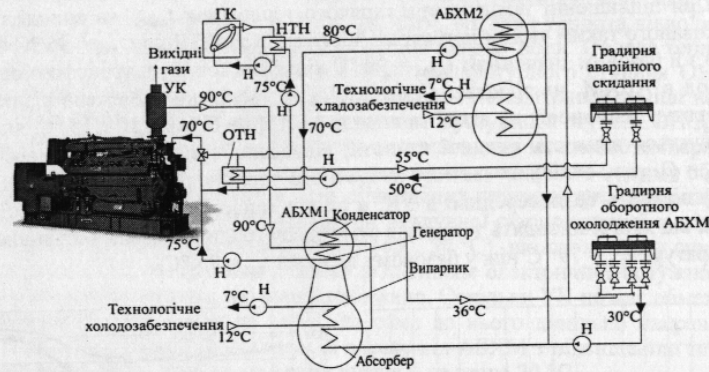 ГК
НТН
80°C
АБХМ2
Н
Н
Вихідні
гази
УК
90°C
75°C
Н
7°C
Н
Технологічне
хладозабезпечення
12°C
Градирня
аварійного
скидання
70°C
ОТН
70°C
Н
55°C
50°C
Градирня
оборотного
охолодження АБХМ
75°C
90°C
АБХМ1
Конденсатор
Генератор
Випарник
Н
7°C
Н
Технологічне
холодозабезпечення
12°C
Абсорбер
36°C
Н
30°C